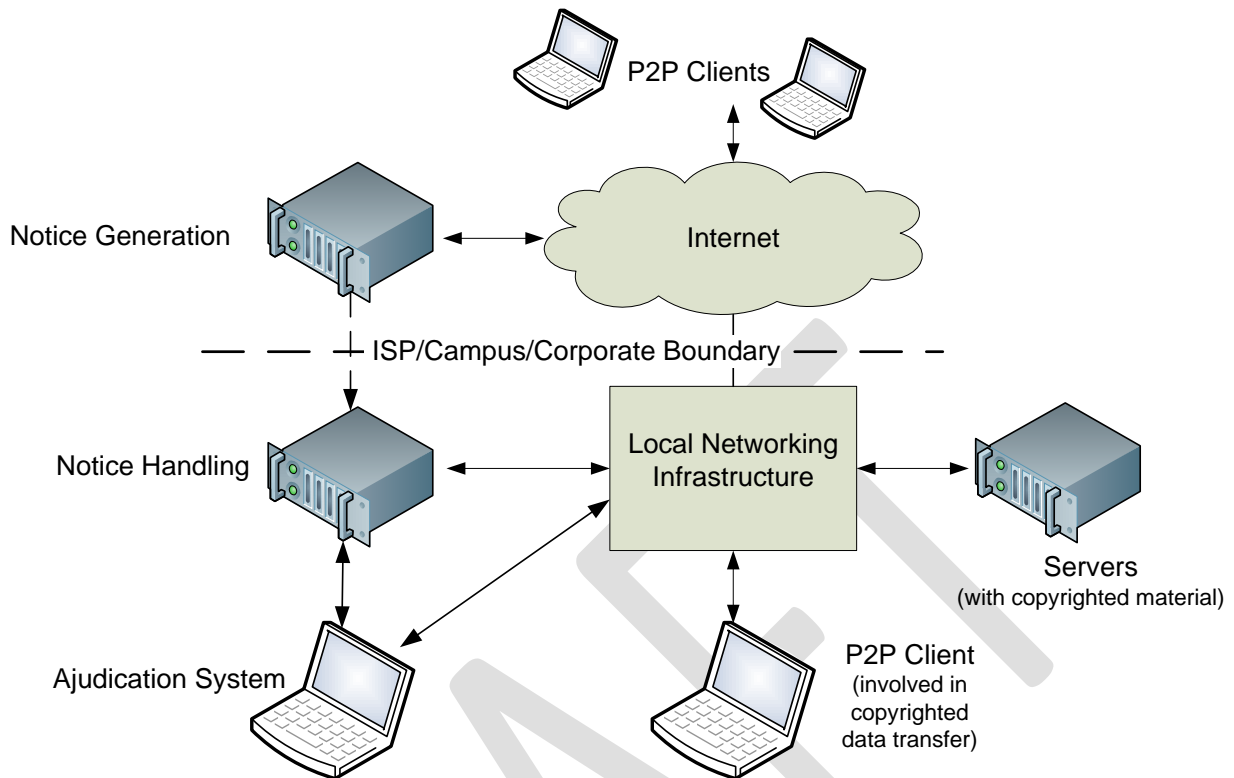 P2P Clients
Notice Generation
Internet
ISP/Campus/Corporate Boundary
Notice Handling
Local Networking
Infrastructure
Servers
(with copyrighted material)
Ajudication System
P2P Client
(involved in
copyrighted
data transfer)